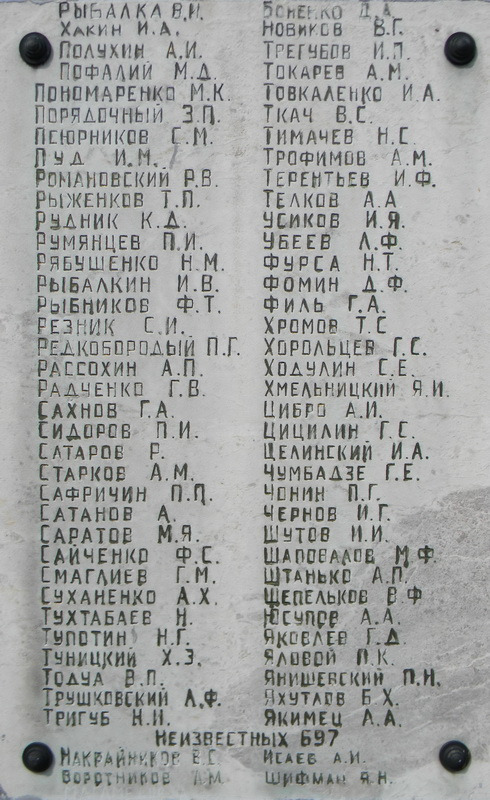 Рыбалка В.И.
Хакин И.А.
Полухин А.И.
Пофалий М.Д.
Пономаренко М.К.
Порядочный З.П.
Псюрников С.М.
Пуд И.М.
Романовский Р.В.
Рыженков Т.П.
Рудник К.Д.
Румянцев П.И.
Рябушенко Н.М.
Рыбалкин И.В.
Рыбников Ф.Т.
Резник С.И.
Редкобородый П.Г.
Рассохин А.П.
Радченко Г.В.
Сахнов Г.А.
Сидоров П.И.
Сатаров Р.
Старков А.М.
Сафричин П.П.
Сатанов А.
Саратов М.Я.
Сайченко Ф.С.
Смаглиев Г.М.
Суханенко А.Х.
Тухтабаев Н.
Тупотин Н.Г.
Туницкий Х.З.
Тодуа В.П.
Трушковский Л.Ф.
Тригуб Н.И.
Боненко Д.А.
Новиков В.Г.
Трегубов И.П.
Токарев А.М.
Товкаленко И.А.
Ткач В.С.
Тимачев Н.С.
Трофимов А.М.
Терентьев И.Ф.
Телков А.А
Усиков И.Я.
Убеев Л.Ф.
Фурса Н.Т.
Фомин Д.Ф.
Филь Г.А.
Хромов Т.С
Хорольцев Г.С.
Ходулин С.Е.
Хмельницкий Я.И.
Цибро А.И.
Цицилин Г.С.
Целинский И.А.
Чумбадзе Г.Е.
Чонин П.Г.
Чернов И.Г.
Шутов И.И.
Шаповалов М.Ф.
Штанько А.П.
Щепельков В.Ф
Юсупов А.А.
Яковлев Г.Д.
Яловой П.К.
Янишевский П.Н.
Яхутлов Б.Х.
Якимец Л.А.
Неизвестных 697
Накрайников В.С.
Воротников А.М.
Исаев А.И.
Шифман Я.Н.